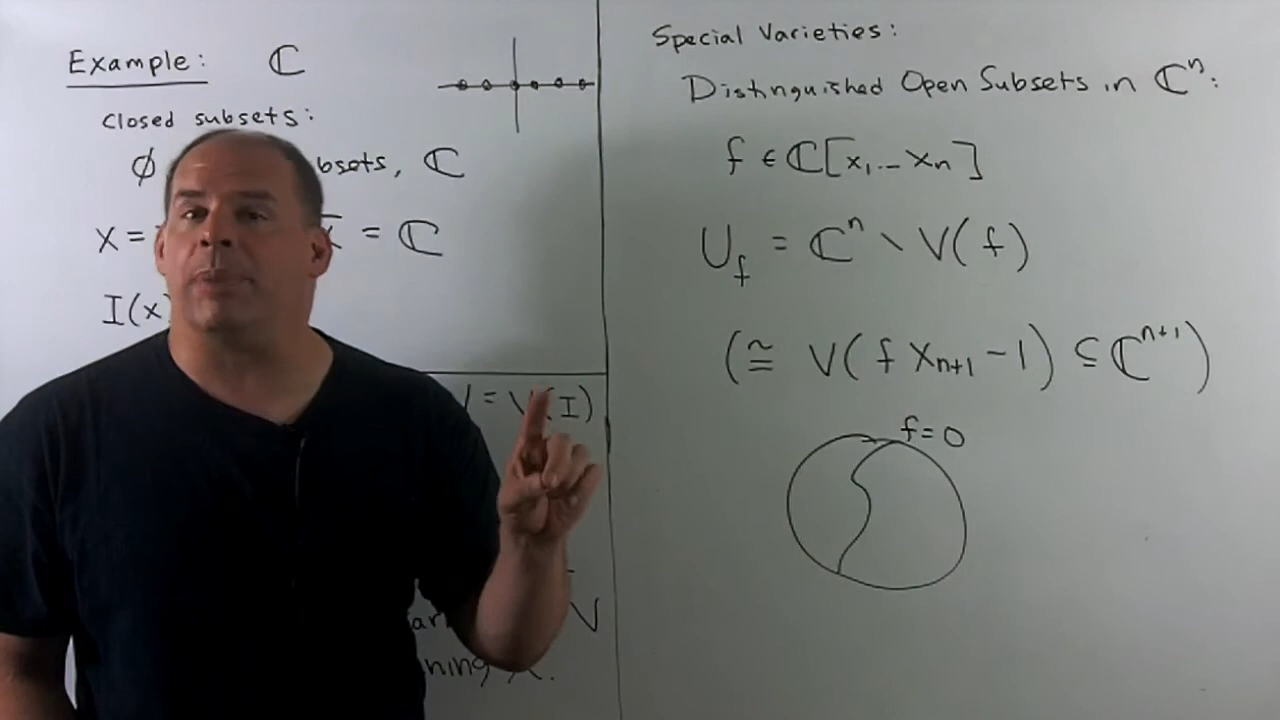 Example: ℂ
closed subsets:
∅ bsets, ℂ
X = = ℂ
I(x)
V = V(I)
V
ning X.
Special Varieties:
Distinguished Open Subsets in ℂⁿ:
f ∈ ℂ[x₁...xₙ]
U_f = ℂⁿ \ V(f)
(≅ V(f xₙ₊₁ - 1) ⊆ ℂⁿ⁺¹)
f=0